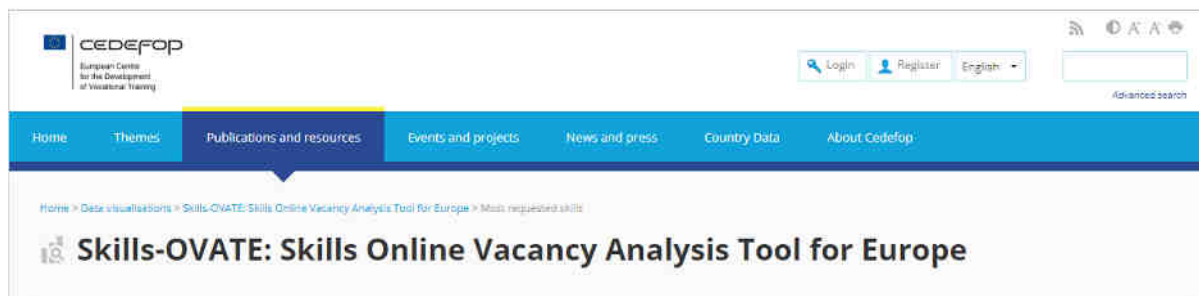 CEDEFOP
European Centre
for the Development
of Vocational Training
Login Register English
Advanced search
Home Themes Publications and resources Events and projects News and press Country Data About Cedefop
Home > Data visualisations > Skills-OVATE: Skills Online Vacancy Analysis Tool for Europe > Most requested skills
Skills-OVATE: Skills Online Vacancy Analysis Tool for Europe